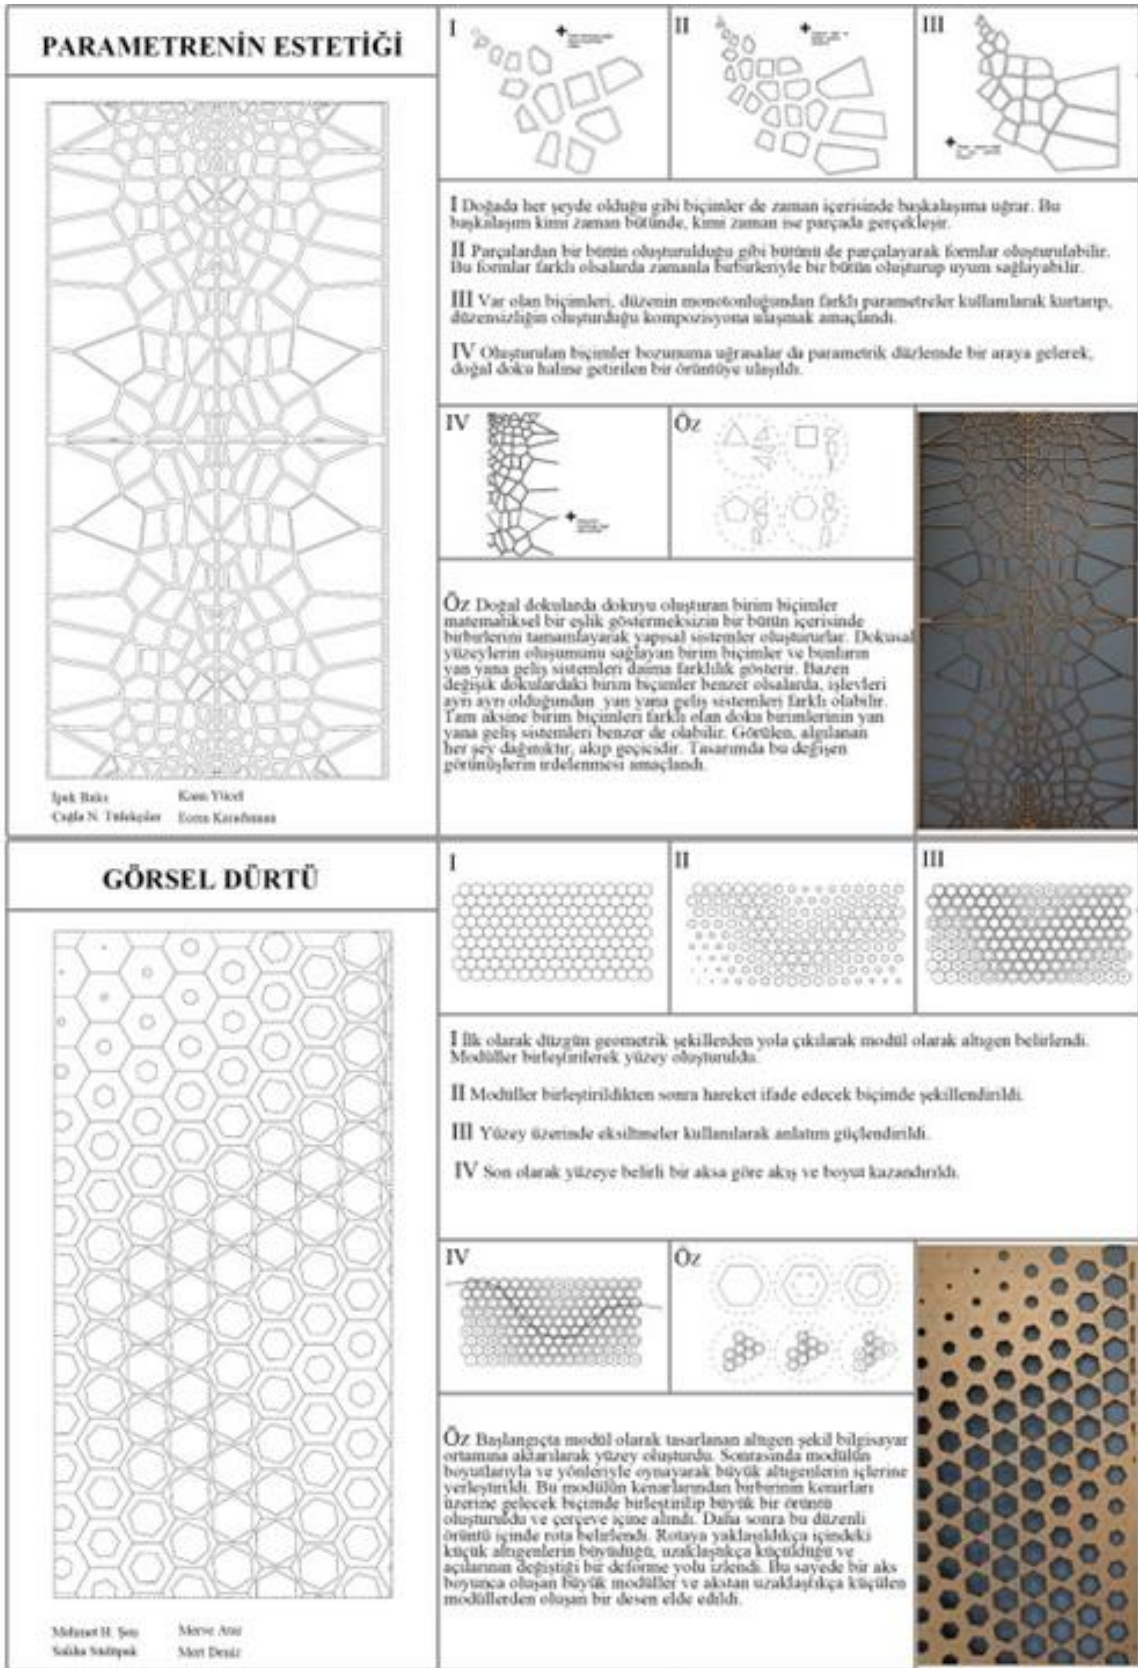 PARAMETRENİN ESTETİĞİ
I
II
III
I Doğada her şeyde olduğu gibi biçimler de zaman içerisinde başkalaşıma uğrar. Bu
başkalaşım kimi zaman bütünde, kimi zaman ise parçada gerçekleşir.
II Parçalardan bir bütün oluşturulduğu gibi bütünü de parçalayarak formlar oluşturulabilir.
Bu formlar farklı olsalarda zamanla birbirleriyle bir bütün oluşturup uyum sağlayabilir.
III Var olan biçimleri, düzenin monotonluğundan farklı parametreler kullanılarak kurtarıp,
düzensizliğin oluşturduğu kompozisyona ulaşmak amaçlandı.
IV Oluşturulan biçimler bozunuma uğrasalar da parametrik düzlemde bir araya gelerek,
doğal doku haline getirilen bir örüntüye ulaşıldı.
IV
Öz
Öz Doğal dokularda dokuyu oluşturan birim biçimler
matematiksel bir eşlik göstermeksizin bir bütün içerisinde
birbirlerini tamamlayarak yapısal sistemler oluştururlar. Dokusal
yüzeylerin oluşumunu sağlayan birim biçimler ve bunların
yan yana geliş sistemleri daima farklılık gösterir. Bazen
değişik dokulardaki birim biçimler benzer olsalarda, işlevleri
ayrı ayrı olduğundan yan yana geliş sistemleri farklı olabilir.
Tam aksine birim biçimleri farklı olan doku birimlerinin yan
yana geliş sistemleri benzer de olabilir. Görülen, algılanan
her şey dağınıktır, akıp geçicidir. Tasarımda bu değişen
görünüşlerin irdelenmesi amaçlandı.
İpek Kaan Yücel
Çağla N. Ecem Karaduman
GÖRSEL DÜRTÜ
I
II
III
I İlk olarak düzgün geometrik şekillerden yola çıkılarak modül olarak altıgen belirlendi.
Modüller birleştirilerek yüzey oluşturuldu.
II Modüller birleştirildikten sonra hareket ifade edecek biçimde şekillendirildi.
III Yüzey üzerinde eksiltmeler kullanılarak anlatım güçlendirildi.
IV Son olarak yüzeye belirli bir aksa göre akış ve boyut kazandırıldı.
IV
Öz
Öz Başlangıçta modül olarak tasarlanan altıgen şekil bilgisayar
ortamına aktarılarak yüzey oluşturdu. Sonrasında modülün
boyutlarıyla ve yönleriyle oynayarak büyük altıgenlerin içlerine
yerleştirildi. Bu modülün kenarlarından birbirinin kenarları
üzerine gelecek biçimde birleştirilip büyük bir örüntü
oluşturuldu ve çerçeve içine alındı. Daha sonra bu düzenli
örüntü içinde rota belirlendi. Rotaya yaklaşıldıkça içindeki
küçük altıgenlerin büyüdüğü, uzaklaştıkça küçüldüğü ve
açılarının değiştiği bir deforme yolu izlendi. Bu sayede bir aks
boyunca oluşan büyük modüller ve akstan uzaklaştıkça küçülen
modüllerden oluşan bir desen elde edildi.
Mehmet H. Şen Merve
Saliha Mert Deniz